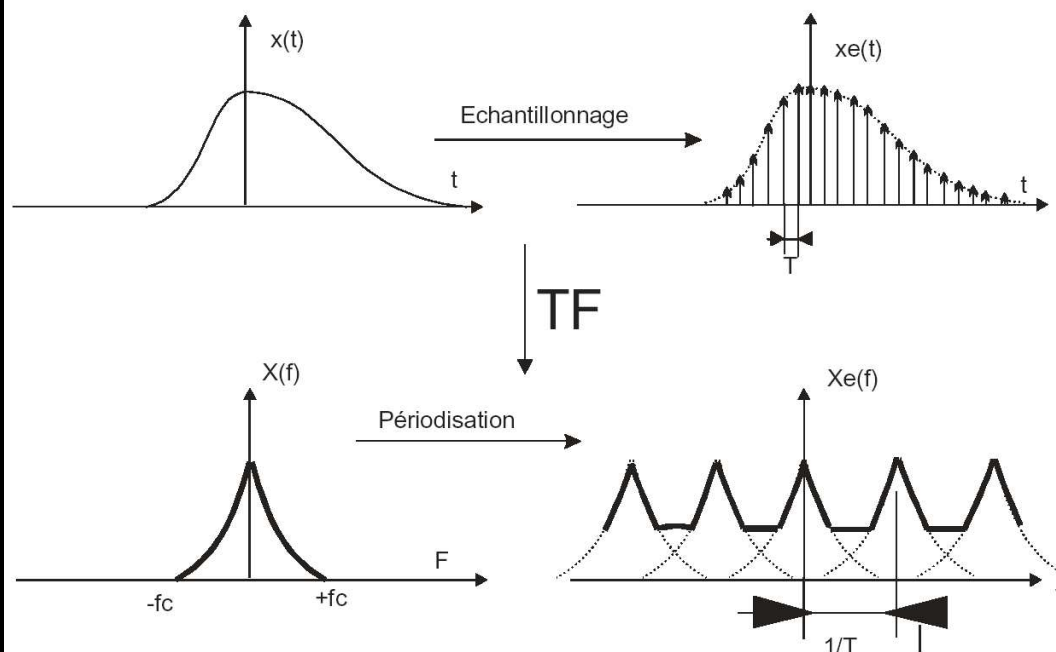 x(t)
xe(t)
Echantillonnage
t
t
T
TF
X(f)
Xe(f)
Périodisation
F
-fc
+fc
1/T